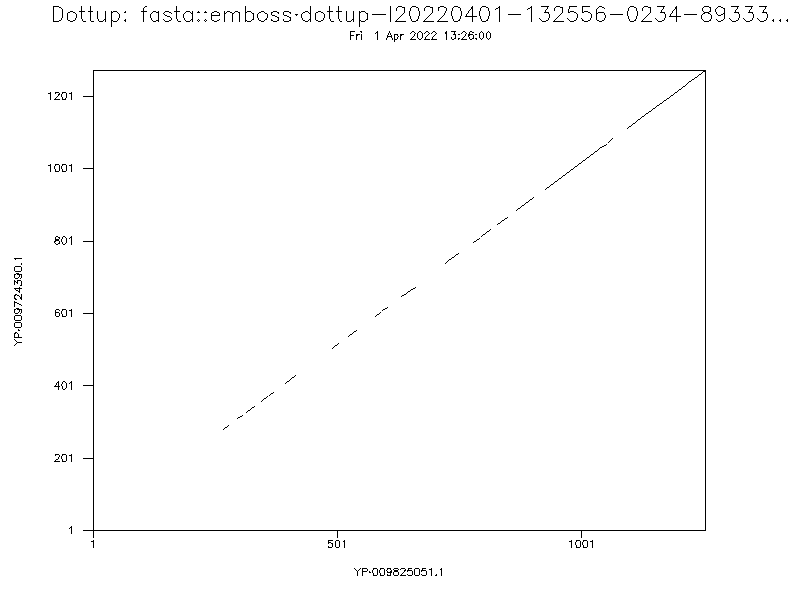 Dottup: fasta::emboss·dottup-I20220401-132556-0234-89333...
Fri 1 Apr 2022 13:26:00
1201
1001
801
601
401
201
1
YP·009724390.1
1
501
1001
YP·009825051.1